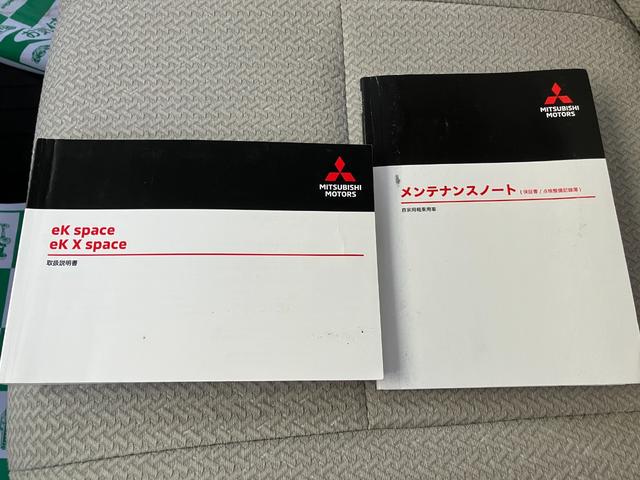 MITSUBISHI
MOTORS
eK space
eK X space
取扱説明書
MITSUBISHI
MOTORS
メンテナンスノート (保証書 / 点検整備記録簿)
自家用軽乗用車